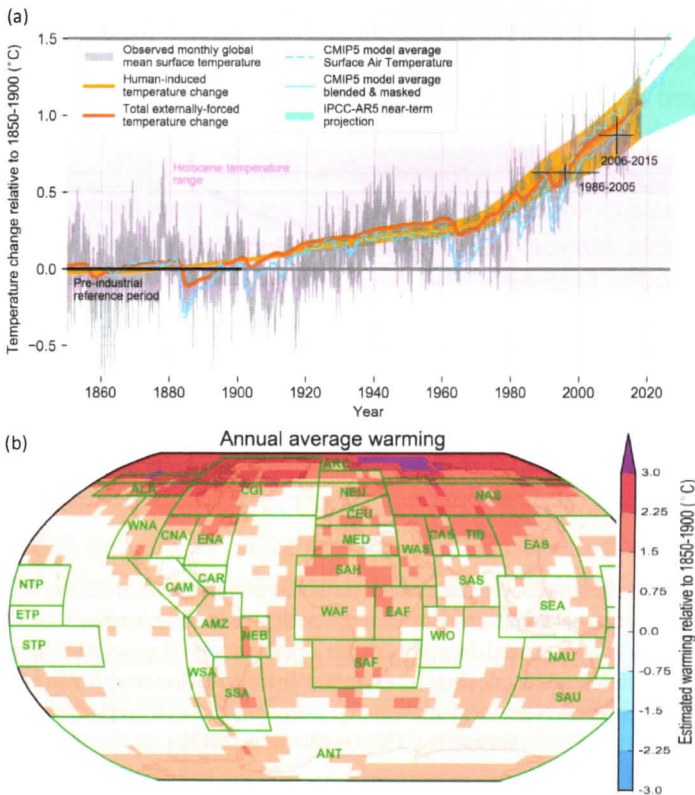 (a)
1.5
1.0
0.5
0.0
−0.5
Temperature change relative to 1850-1900 (°C)
Observed monthly global
mean surface temperature
Human-induced
temperature change
Total externally-forced
temperature change
CMIP5 model average
Surface Air Temperature
CMIP5 model average
blended & masked
IPCC-AR5 near-term
projection
Holocene temperature
range
2006-2015
1986-2005
Pre-industrial
reference period
1860 1880 1900 1920 1940 1960 1980 2000 2020
Year
(b)
Annual average warming
ARC
ALA
CGI
NEU
NAS
CEU
WNA
CNA
ENA
MED
WAS
CAS
TIB
EAS
SAH
CAR
CAM
SAS
NTP
ETP
STP
AMZ
NEB
WAF
EAF
SEA
WIO
WSA
SSA
SAF
NAU
SAU
ANT
3.0
2.25
1.5
0.75
0.0
-0.75
-1.5
-2.25
-3.0
Estimated warming relative to 1850-1900 (°C)